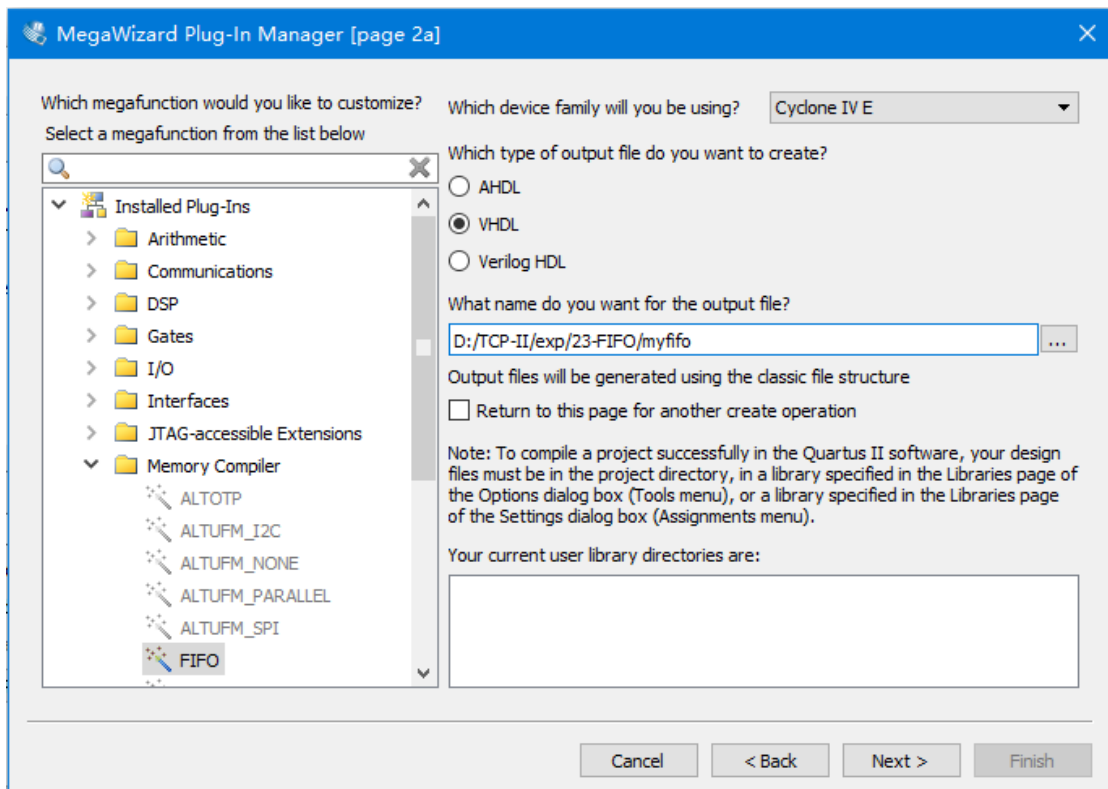 MegaWizard Plug-In Manager [page 2a]
Which megafunction would you like to customize?
Select a megafunction from the list below
Installed Plug-Ins
Arithmetic
Communications
DSP
Gates
I/O
Interfaces
JTAG-accessible Extensions
Memory Compiler
ALTOTP
ALTUFM_I2C
ALTUFM_NONE
ALTUFM_PARALLEL
ALTUFM_SPI
FIFO
Which device family will you be using?
Cyclone IV E
Which type of output file do you want to create?
AHDL
VHDL
Verilog HDL
What name do you want for the output file?
D:/TCP-II/exp/23-FIFO/myfifo
...
Output files will be generated using the classic file structure
Return to this page for another create operation
Note: To compile a project successfully in the Quartus II software, your design
files must be in the project directory, in a library specified in the Libraries page of
the Options dialog box (Tools menu), or a library specified in the Libraries page
of the Settings dialog box (Assignments menu).
Your current user library directories are:
Cancel
< Back
Next >
Finish